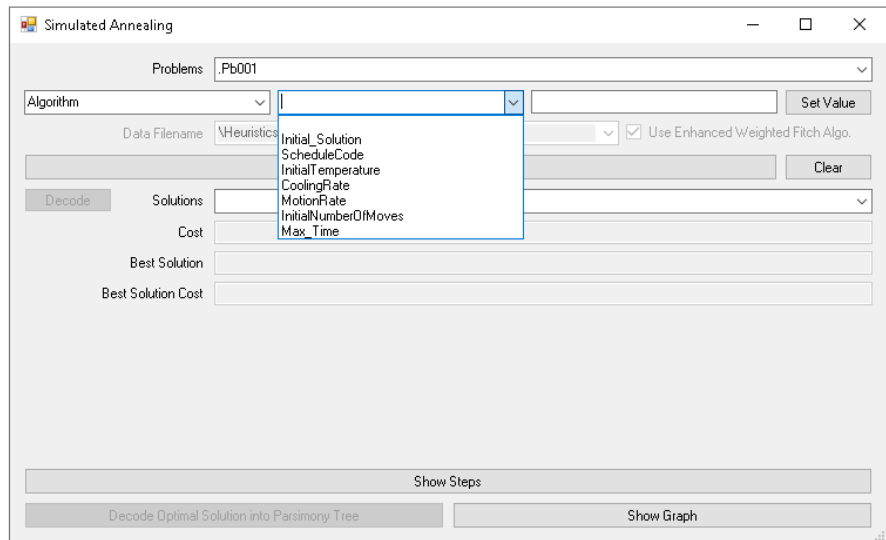 Simulated Annealing
Problems .Pb001
Algorithm Set Value
Data Filename \Heuristics Use Enhanced Weighted Fitch Algo.
Initial_Solution
ScheduleCode
InitialTemperature
Clear
CoolingRate
Decode Solutions
MotionRate
InitialNumberOfMoves
Max_Time
Cost
Best Solution
Best Solution Cost
Show Steps
Decode Optimal Solution into Parsimony Tree Show Graph